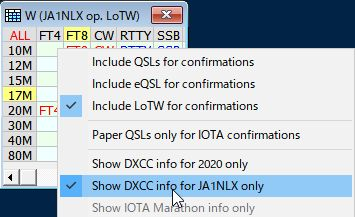 W (JA1NLX op. LoTW)
ALL FT4 FT8 CW RTTY SSB
10M
12M
15M
17M
20M FT4
30M
40M
80M
Include QSLs for confirmations
Include eQSL for confirmations
Include LoTW for confirmations
Paper QSLs only for IOTA confirmations
Show DXCC info for 2020 only
Show DXCC info for JA1NLX only
Show IOTA Marathon info only